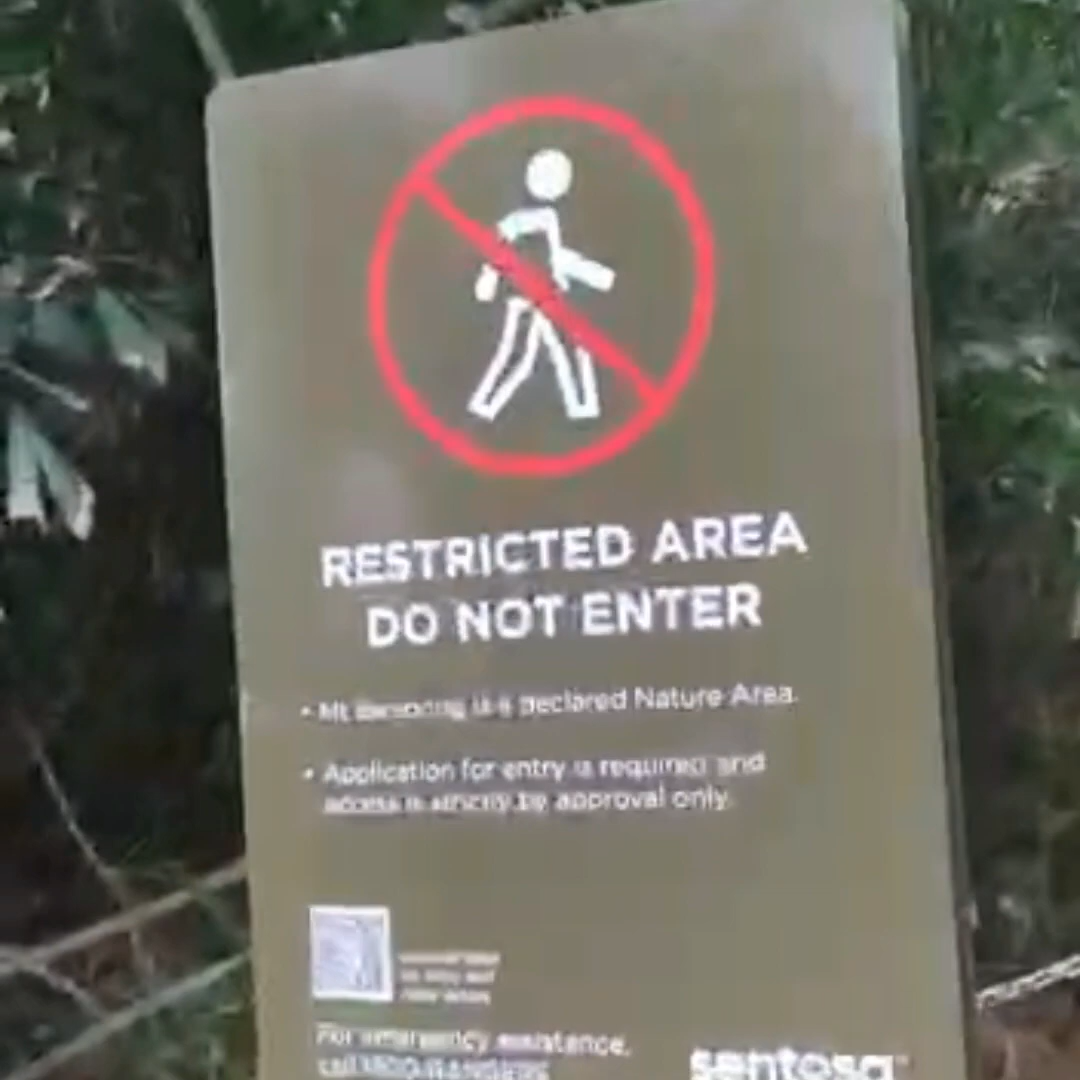 RESTRICTED AREA
DO NOT ENTER
• Mt is a declared Nature Area.
• Application for entry is required and
access is strictly by approval only.
For emergency assistance,
call
sentosa